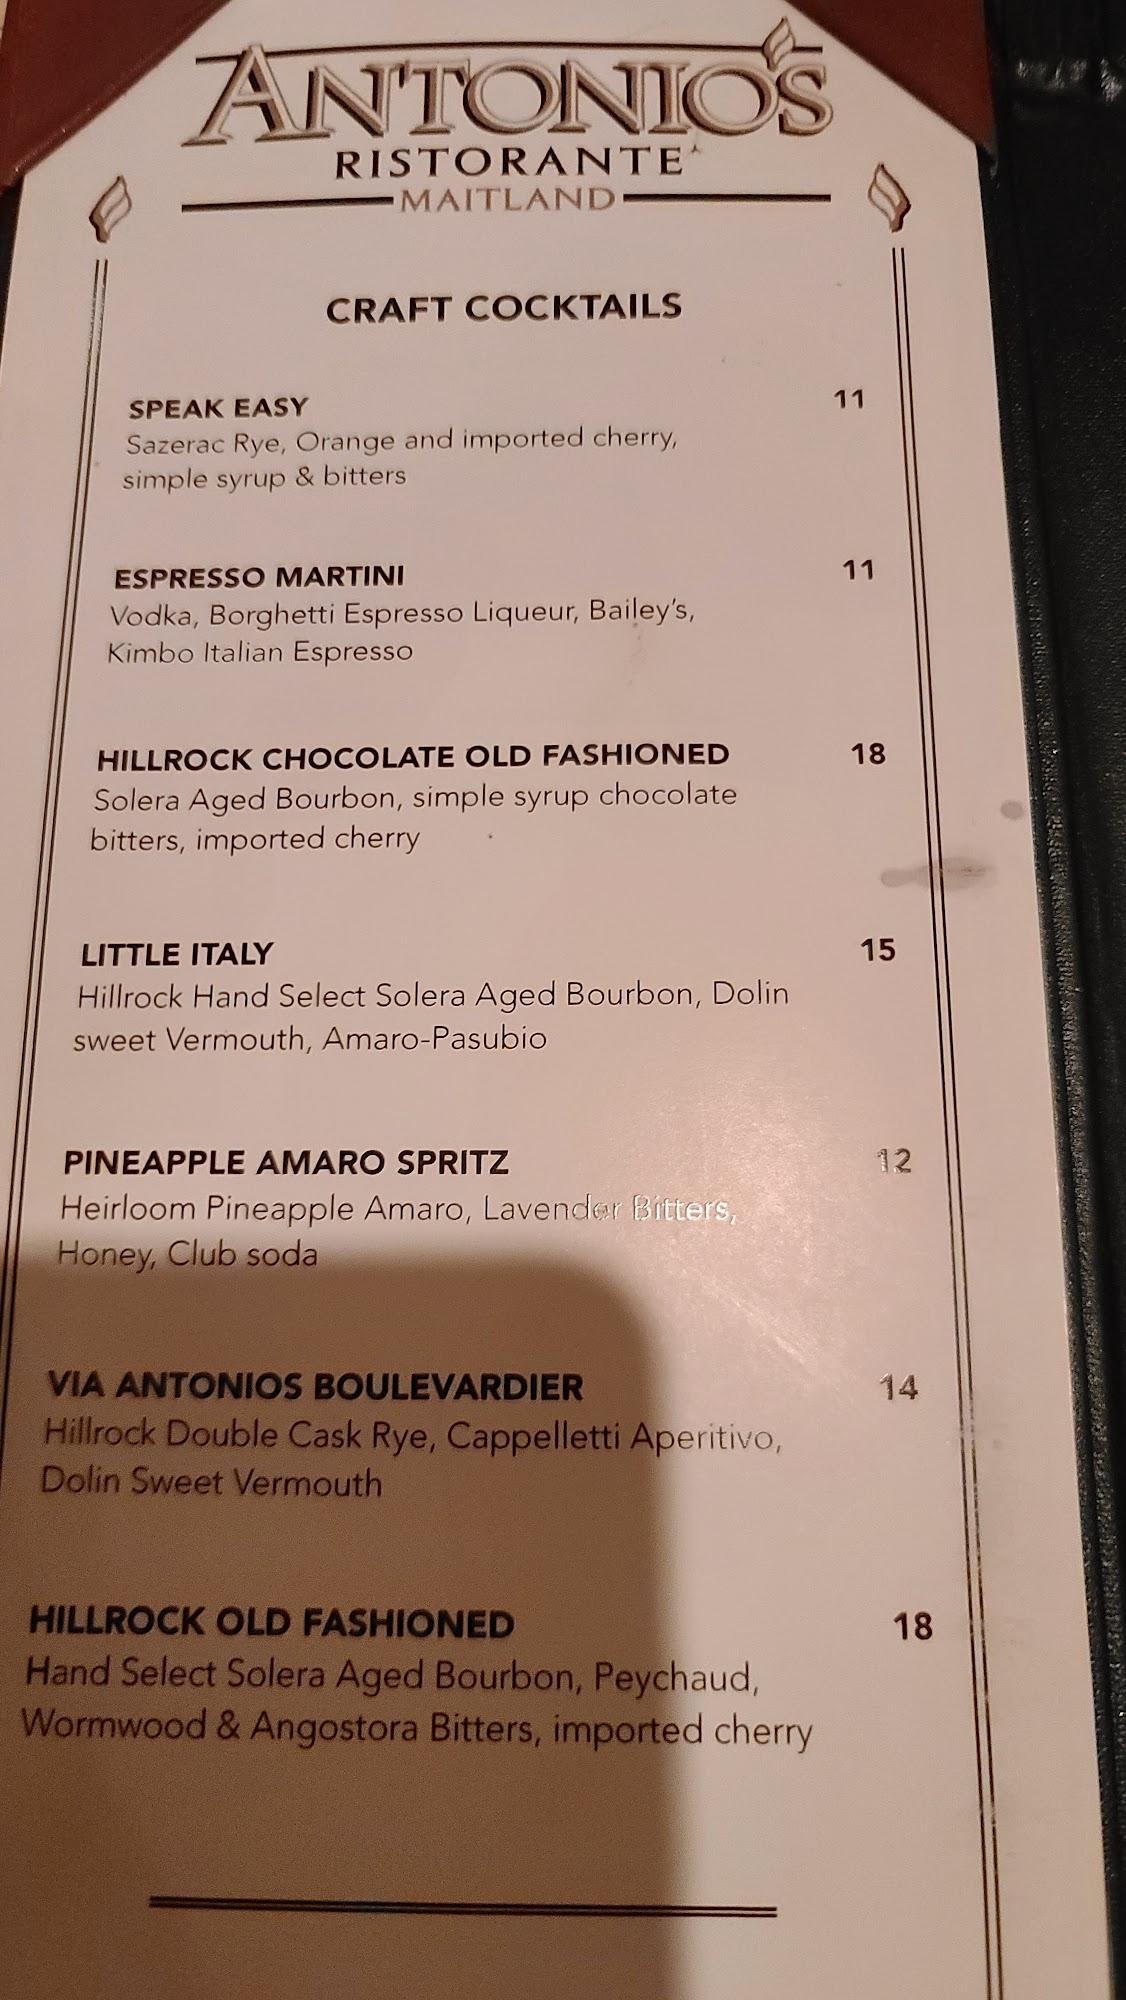 ANTONIO'S
RISTORANTE
MAITLAND
CRAFT COCKTAILS
SPEAK EASY 11
Sazerac Rye, Orange and imported cherry,
simple syrup & bitters
ESPRESSO MARTINI 11
Vodka, Borghetti Espresso Liqueur, Bailey's,
Kimbo Italian Espresso
HILLROCK CHOCOLATE OLD FASHIONED 18
Solera Aged Bourbon, simple syrup chocolate
bitters, imported cherry
LITTLE ITALY 15
Hillrock Hand Select Solera Aged Bourbon, Dolin
sweet Vermouth, Amaro-Pasubio
PINEAPPLE AMARO SPRITZ 12
Heirloom Pineapple Amaro, Lavender Bitters,
Honey, Club soda
VIA ANTONIOS BOULEVARDIER 14
Hillrock Double Cask Rye, Cappelletti Aperitivo,
Dolin Sweet Vermouth
HILLROCK OLD FASHIONED 18
Hand Select Solera Aged Bourbon, Peychaud,
Wormwood & Angostora Bitters, imported cherry